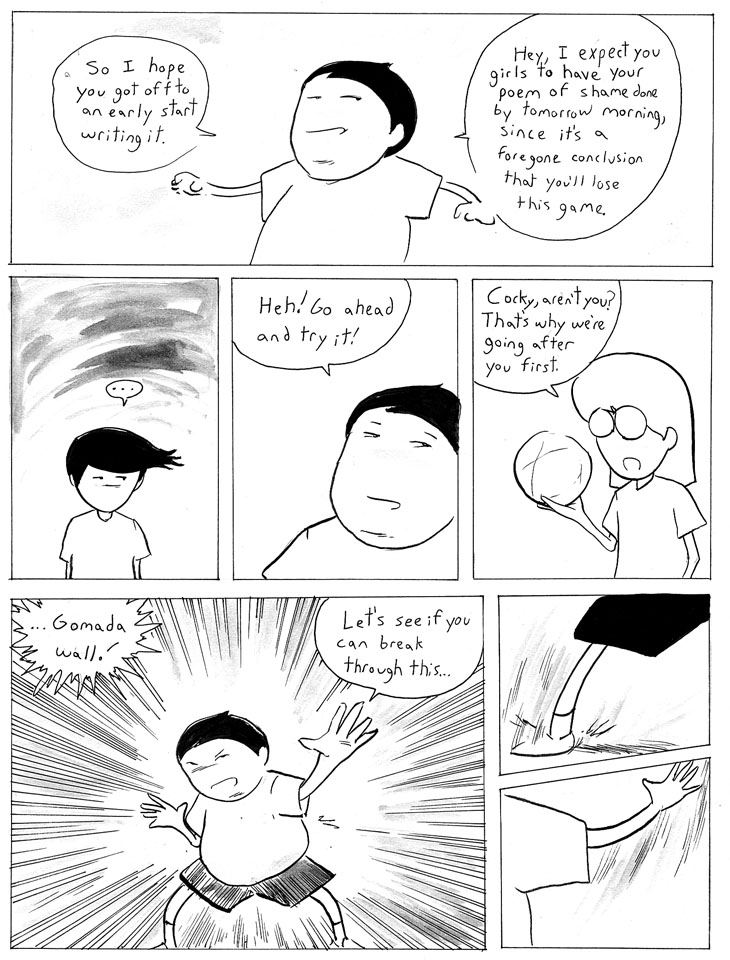 Hey, I expect you
girls to have your
poem of shame done
by tomorrow morning,
since it's a
foregone conclusion
that you'll lose
this game.
So I hope
you got off to
an early start
writing it.
Cocky, aren't you?
That's why we're
going after
you first.
Heh! Go ahead
and try it!
...
Let's see if you
can break
through this...
...Gomada
wall!